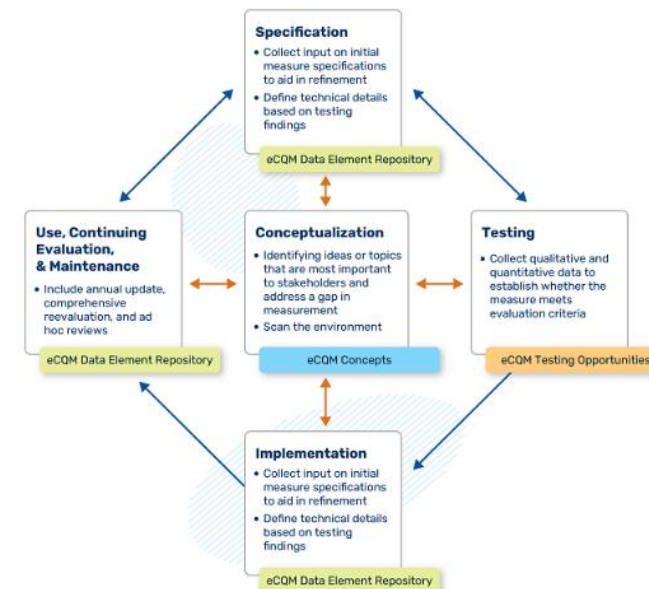 Specification
• Collect input on initial
measure specifications
to aid in refinement
• Define technical details
based on testing
findings
eCQM Data Element Repository
Use, Continuing
Evaluation,
& Maintenance
• Include annual update,
comprehensive
reevaluation, and ad
hoc reviews
eCQM Data Element Repository
Conceptualization
• Identifying ideas or topics
that are most important
to stakeholders and
address a gap in
measurement
• Scan the environment
eCQM Concepts
Testing
• Collect qualitative and
quantitative data to
establish whether the
measure meets
evaluation criteria
eCQM Testing Opportunities
Implementation
• Collect input on initial
measure specifications
to aid in refinement
• Define technical details
based on testing
findings
eCQM Data Element Repository